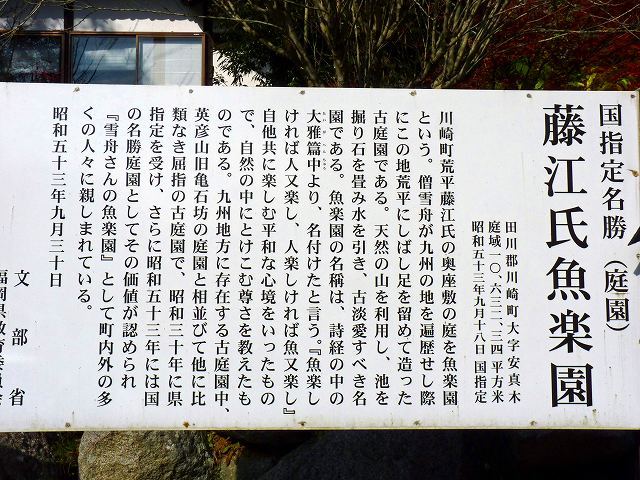 国指定名勝（庭園）
藤江氏魚楽園
田川郡川崎町大字安真木
庭域一〇、六三二、三四平方米
昭和五十三年九月十八日 国指定
川崎町荒平藤江氏の奥座敷の庭を魚楽園
という。僧雪舟が九州の地を遍歴せし際
にこの地荒平にしばし足を留めて造った
古庭園である。天然の山を利用し、池を
掘り石を畳み水を引き、古淡愛すべき名
園である。魚楽園の名称は、詩経の中の
大雅篇中より、名付けたと言う。『魚楽し
ければ人又楽し、人楽しければ魚又楽し』
自他共に楽しむ平和な心境をいったもの
で、自然の中にとけこむ尊さを教えたも
のである。九州地方に存在する古庭園中、
英彦山旧亀石坊の庭園と相並びて他に比
類なき屈指の古庭園で、昭和三十年に県
指定を受け、さらに昭和五十三年には国
の名勝庭園としてその価値が認められ
『雪舟さんの魚楽園』として町内外の多
くの人々に親しまれている。
昭和五十三年九月三十日
文部省
福岡県教育委員会